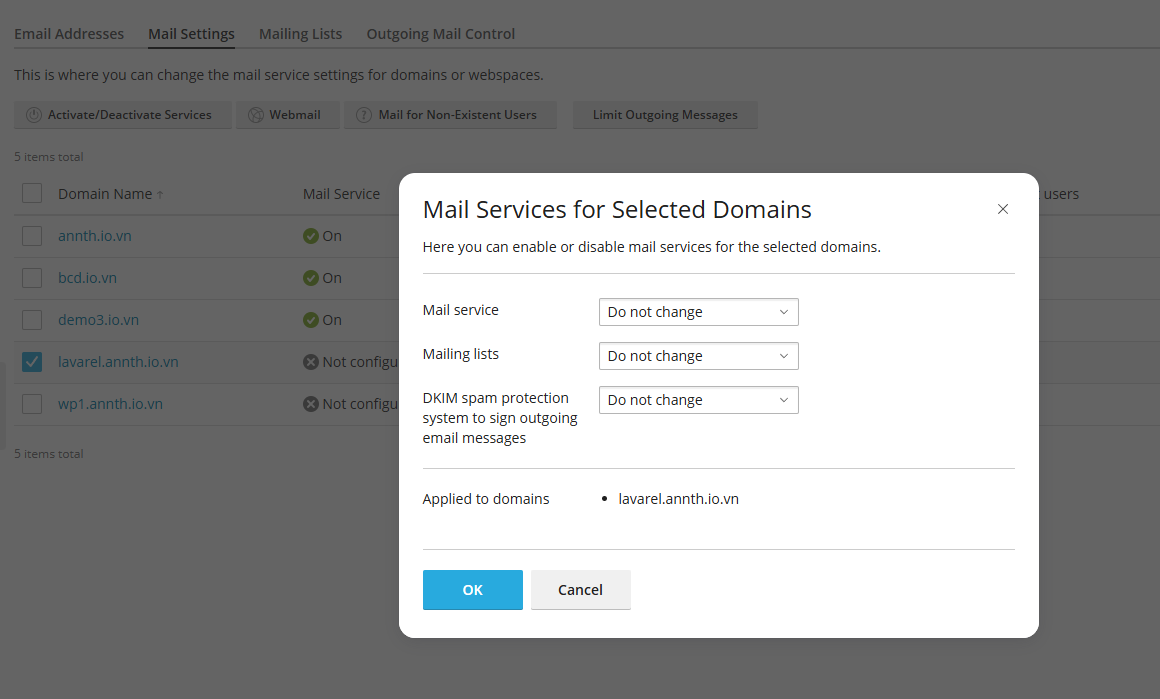 Email Addresses Mail Settings Mailing Lists Outgoing Mail Control
This is where you can change the mail service settings for domains or webspaces.
Activate/Deactivate Services Webmail Mail for Non-Existent Users Limit Outgoing Messages
5 items total
Domain Name Mail Service users
annth.io.vn On
bcd.io.vn On
demo3.io.vn On
lavarel.annth.io.vn Not configu
wp1.annth.io.vn Not configu
5 items total
Mail Services for Selected Domains
Here you can enable or disable mail services for the selected domains.
Mail service Do not change
Mailing lists Do not change
DKIM spam protection Do not change
system to sign outgoing
email messages
Applied to domains • lavarel.annth.io.vn
OK Cancel